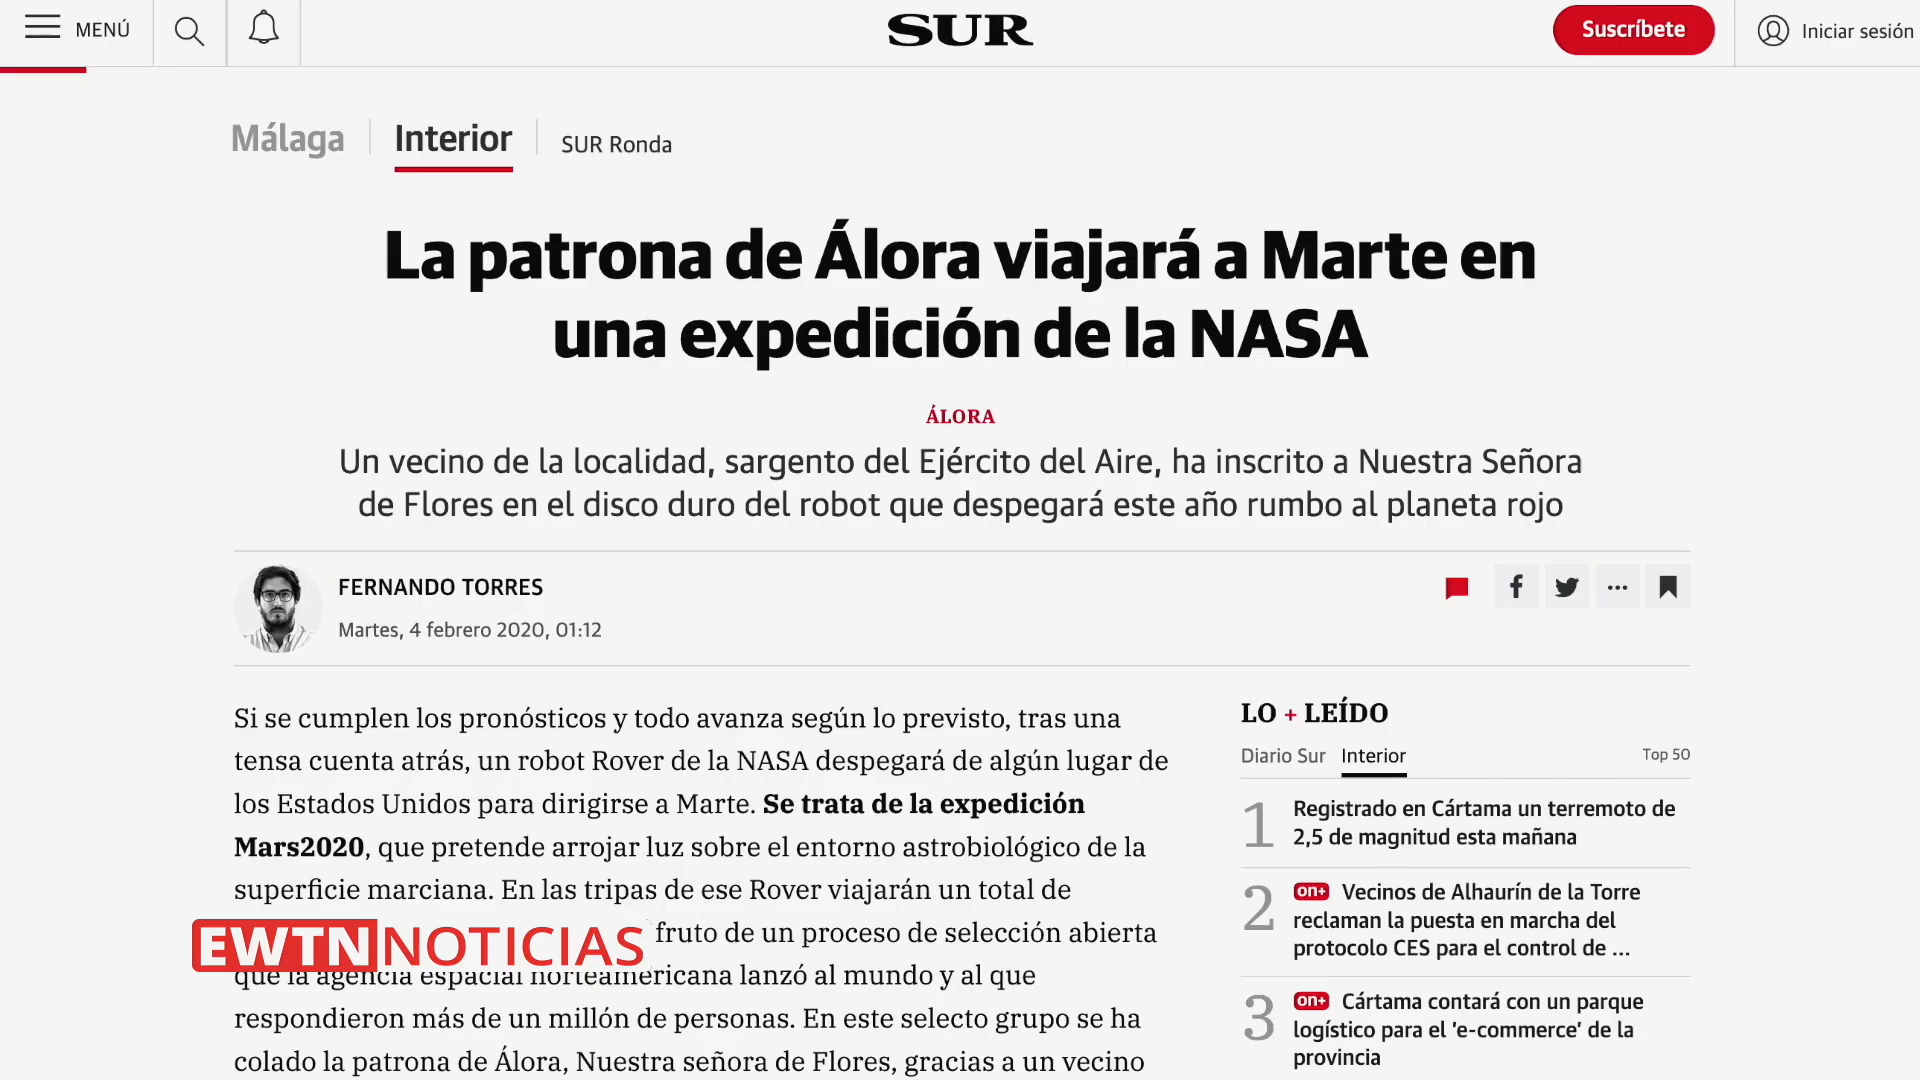 MENÚ
SUR
Suscríbete
Iniciar sesión
Málaga
Interior
SUR Ronda
La patrona de Álora viajará a Marte en
una expedición de la NASA
ÁLORA
Un vecino de la localidad, sargento del Ejército del Aire, ha inscrito a Nuestra Señora
de Flores en el disco duro del robot que despegará este año rumbo al planeta rojo
FERNANDO TORRES
Martes, 4 febrero 2020, 01:12
Si se cumplen los pronósticos y todo avanza según lo previsto, tras una
tensa cuenta atrás, un robot Rover de la NASA despegará de algún lugar de
los Estados Unidos para dirigirse a Marte. Se trata de la expedición
Mars2020, que pretende arrojar luz sobre el entorno astrobiológico de la
superficie marciana. En las tripas de ese Rover viajarán un total de
fruto de un proceso de selección abierta
que la agencia espacial norteamericana lanzó al mundo y al que
respondieron más de un millón de personas. En este selecto grupo se ha
colado la patrona de Álora, Nuestra señora de Flores, gracias a un vecino
EWTN NOTICIAS
LO + LEÍDO
Diario Sur
Interior
Top 50
1
Registrado en Cártama un terremoto de
2,5 de magnitud esta mañana
2
on+ Vecinos de Alhaurín de la Torre
reclaman la puesta en marcha del
protocolo CES para el control de ...
3
on+ Cártama contará con un parque
logístico para el 'e-commerce' de la
provincia